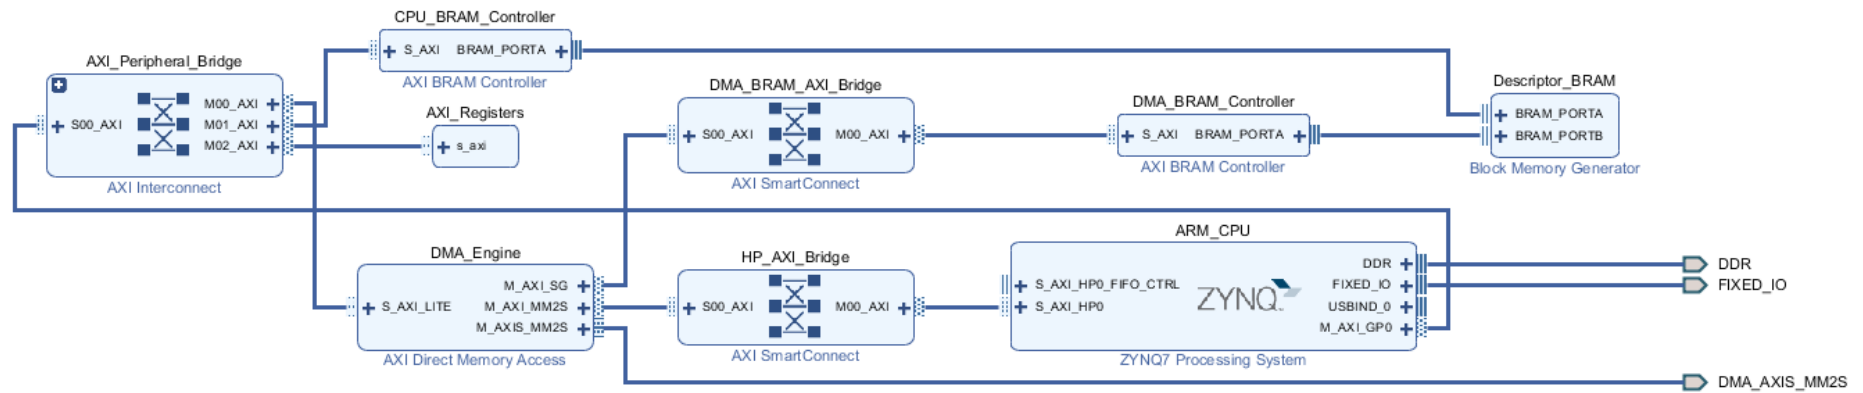 CPU_BRAM_Controller
S_AXI BRAM_PORTA
AXI BRAM Controller
AXI_Peripheral_Bridge
S00_AXI
M00_AXI
M01_AXI
M02_AXI
AXI Interconnect
AXI_Registers
s_axi
DMA_BRAM_AXI_Bridge
S00_AXI M00_AXI
AXI SmartConnect
DMA_BRAM_Controller
S_AXI BRAM_PORTA
AXI BRAM Controller
Descriptor_BRAM
BRAM_PORTA
BRAM_PORTB
Block Memory Generator
DMA_Engine
S_AXI_LITE
M_AXI_SG
M_AXI_MM2S
M_AXIS_MM2S
AXI Direct Memory Access
HP_AXI_Bridge
S00_AXI M00_AXI
AXI SmartConnect
ARM_CPU
S_AXI_HP0_FIFO_CTRL
S_AXI_HP0
ZYNQ
DDR
FIXED_IO
USBIND_0
M_AXI_GP0
ZYNQ7 Processing System
DDR
FIXED_IO
DMA_AXIS_MM2S